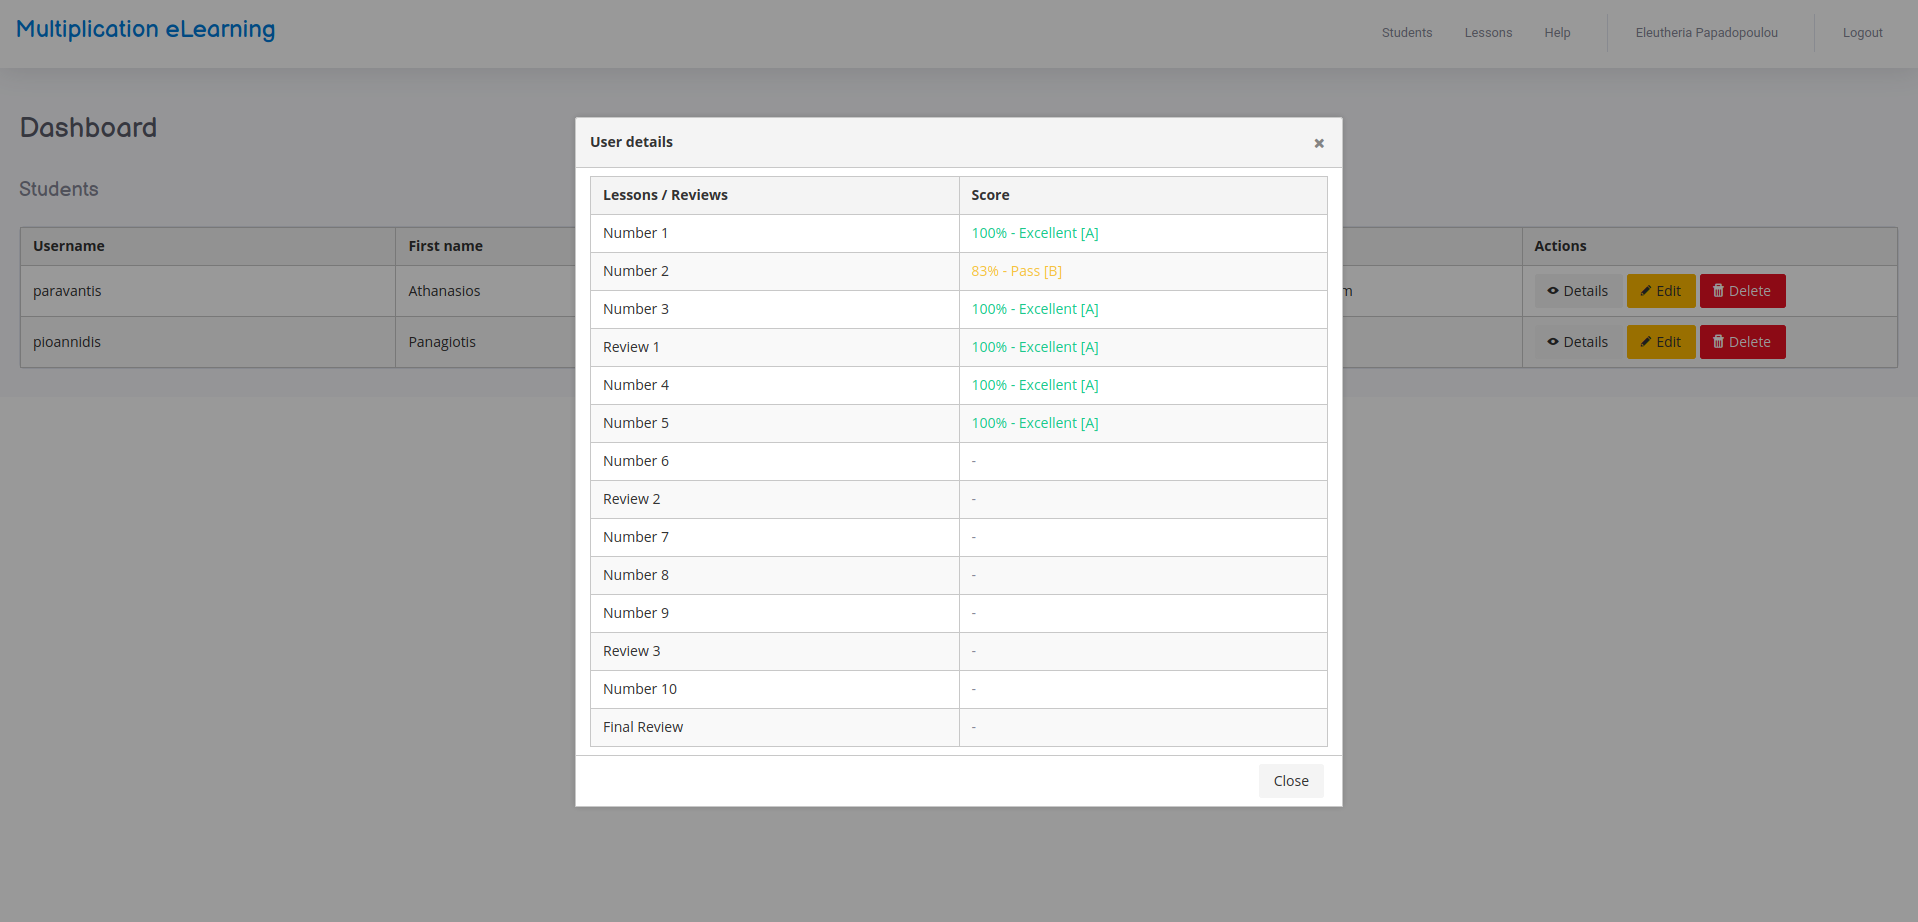 Multiplication eLearning
Students Lessons Help Eleutheria Papadopoulou Logout
Dashboard
Students
Username First name Actions
paravantis Athanasios m Details Edit Delete
pioannidis Panagiotis Details Edit Delete
User details ×
Lessons / Reviews Score
Number 1 100% - Excellent [A]
Number 2 83% - Pass [B]
Number 3 100% - Excellent [A]
Review 1 100% - Excellent [A]
Number 4 100% - Excellent [A]
Number 5 100% - Excellent [A]
Number 6 -
Review 2 -
Number 7 -
Number 8 -
Number 9 -
Review 3 -
Number 10 -
Final Review -
Close